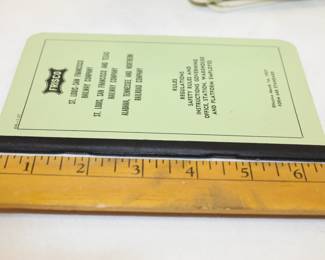 FRISCO
ST. LOUIS-SAN FRANCISCO
RAILWAY COMPANY
ST. LOUIS, SAN FRANCISCO AND TEXAS
RAILWAY COMPANY
ALABAMA, TENNESSEE AND NORTHERN
RAILROAD COMPANY
RULES
REGULATIONS
SAFETY RULES AND
INSTRUCTIONS GOVERNING
OFFICE, STATION, WAREHOUSE
AND PLATFORM EMPLOYES
Effective March
1 2 3 4 5 6